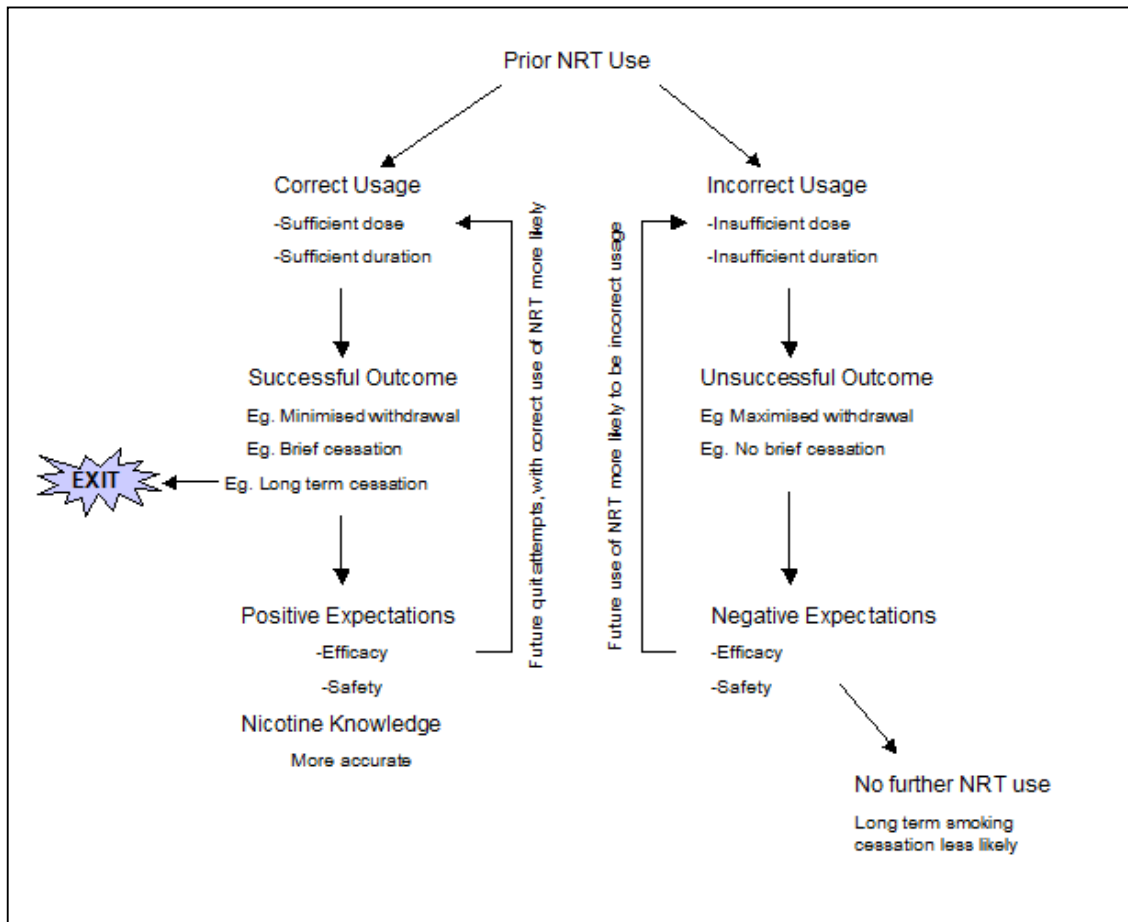 Prior NRT Use
Correct Usage
-Sufficient dose
-Sufficient duration
Successful Outcome
Eg. Minimised withdrawal
Eg. Brief cessation
Eg. Long term cessation
EXIT
Positive Expectations
-Efficacy
-Safety
Nicotine Knowledge
More accurate
Future quit attempts, with correct use of NRT more likely
Future use of NRT more likely to be incorrect usage
Incorrect Usage
-Insufficient dose
-Insufficient duration
Unsuccessful Outcome
Eg Maximised withdrawal
Eg. No brief cessation
Negative Expectations
-Efficacy
-Safety
No further NRT use
Long term smoking
cessation less likely